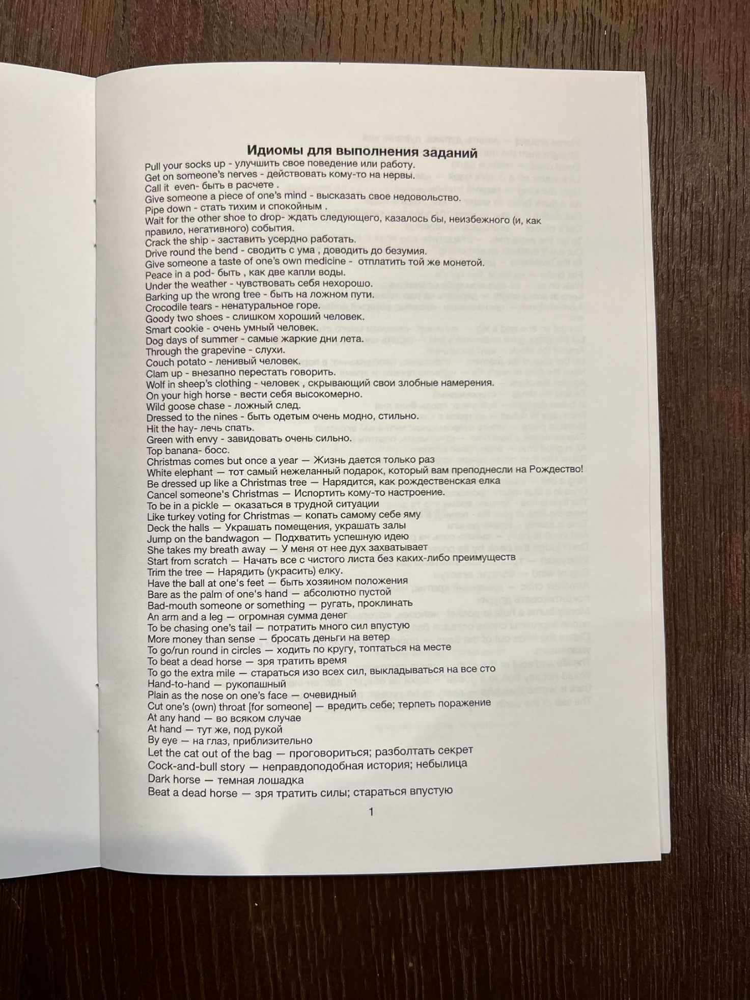 Идиомы для выполнения заданий
Pull your socks up - улучшить свое поведение или работу.
Get on someone’s nerves - действовать кому-то на нервы.
Call it  even- быть в расчете .
Give someone a piece of one’s mind - высказать свое недовольство.
Pipe down - стать тихим и спокойным .
Wait for the other shoe to drop- ждать следующего, казалось бы, неизбежного (и, как
правило, негативного) события.
Crack the ship - заставить усердно работать.
Drive round the bend - сводить с ума , доводить до безумия.
Give someone a taste of one’s own medicine -  отплатить той же монетой.
Peace in a pod- быть , как две капли воды.
Under the weather - чувствовать себя нехорошо.
Barking up the wrong tree - быть на ложном пути.
Crocodile tears - ненатуральное горе.
Goody two shoes - слишком хороший человек.
Smart cookie - очень умный человек.
Dog days of summer - самые жаркие дни лета.
Through the grapevine - слухи.
Couch potato - ленивый человек.
Clam up - внезапно перестать говорить.
Wolf in sheep’s clothing - человек , скрывающий свои злобные намерения.
On your high horse - вести себя высокомерно.
Wild goose chase - ложный след.
Dressed to the nines - быть одетым очень модно, стильно.
Hit the hay- лечь спать.
Green with envy - завидовать очень сильно.
Top banana- босс.
Christmas comes but once a year — Жизнь дается только раз
White elephant — тот самый нежеланный подарок, который вам преподнесли на Рождество!
Be dressed up like a Christmas tree — Нарядится, как рождественская елка
Cancel someone's Christmas — Испортить кому-то настроение.
To be in a pickle — оказаться в трудной ситуации
Like turkey voting for Christmas — копать самому себе яму
Deck the halls — Украшать помещения, украшать залы
Jump on the bandwagon — Подхватить успешную идею
She takes my breath away — У меня от нее дух захватывает
Start from scratch — Начать все с чистого листа без каких-либо преимуществ
Trim the tree — Нарядить (украсить) елку.
Have the ball at one's feet — быть хозяином положения
Bare as the palm of one's hand — абсолютно пустой
Bad-mouth someone or something — ругать, проклинать
An arm and a leg — огромная сумма денег
To be chasing one’s tail — потратить много сил впустую
More money than sense — бросать деньги на ветер
To go/run round in circles — ходить по кругу, топтаться на месте
To beat a dead horse — зря тратить время
To go the extra mile — стараться изо всех сил, выкладываться на все сто
Hand-to-hand — рукопашный
Plain as the nose on one’s face — очевидный
Cut one’s (own) throat [for someone] — вредить себе; терпеть поражение
At any hand — во всяком случае
At hand — тут же, под рукой
By eye — на глаз, приблизительно
Let the cat out of the bag — проговориться; разболтать секрет
Cock-and-bull story — неправдоподобная история; небылица
Dark horse — темная лошадка
Beat a dead horse — зря тратить силы; стараться впустую
1